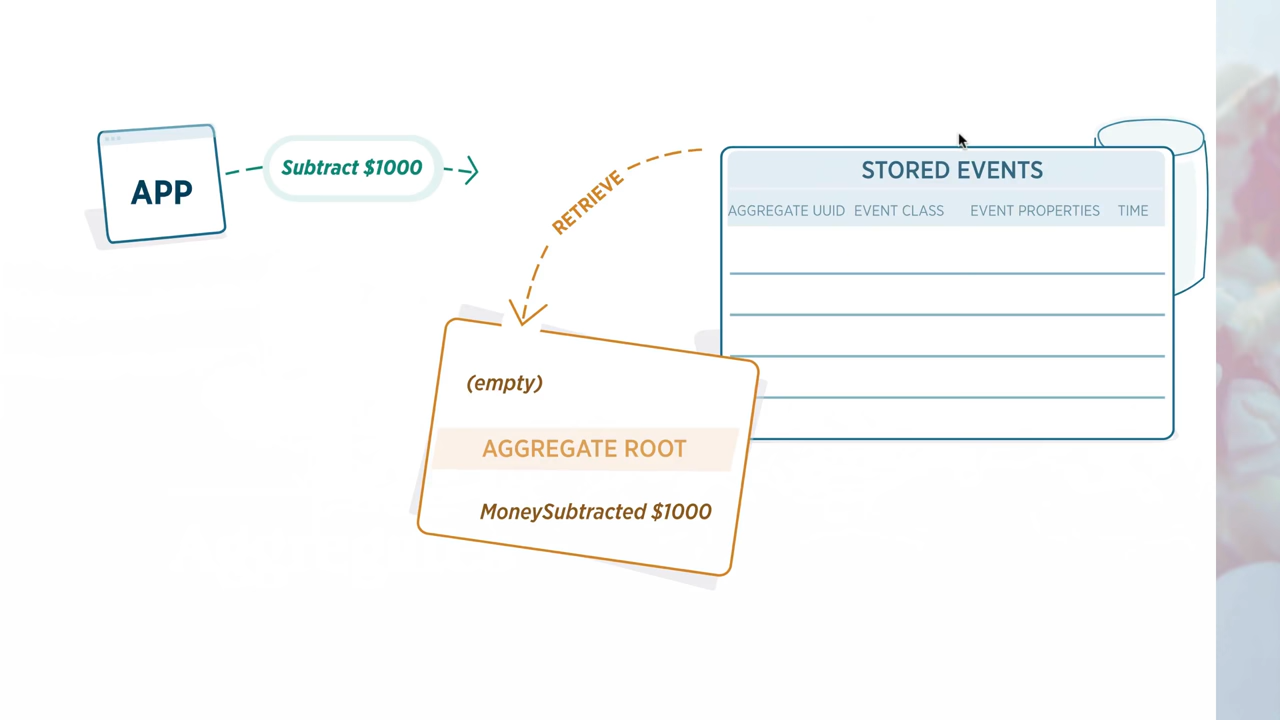 APP
Subtract $1000
RETRIEVE
STORED EVENTS
AGGREGATE UUID EVENT CLASS EVENT PROPERTIES TIME
(empty)
AGGREGATE ROOT
MoneySubtracted $1000